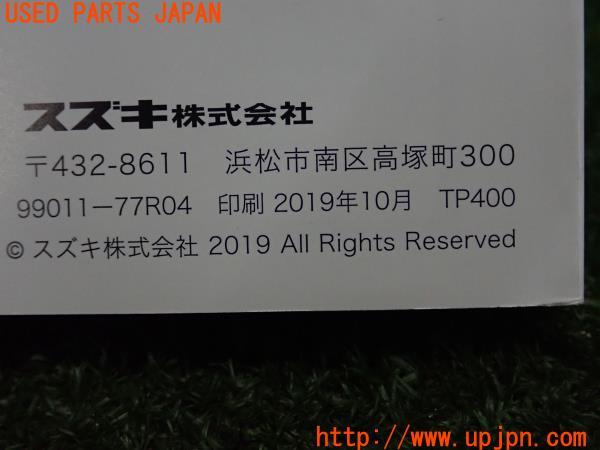 USED PARTS JAPAN
スズキ株式会社
〒432-8611 浜松市南区高塚町300
99011−77R04 印刷 2019年10月 TP400
© スズキ株式会社 2019 All Rights Reserved
http://www.upjpn.com/